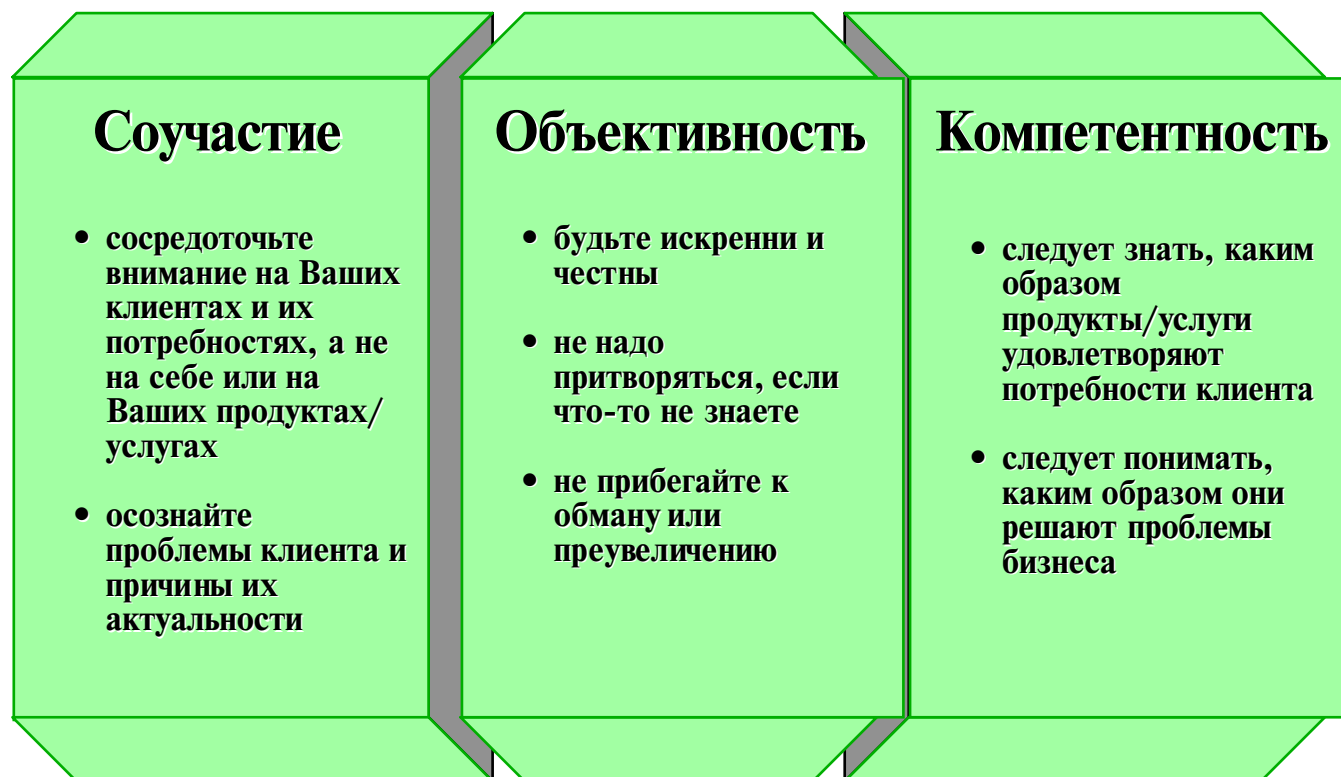 Соучастие
• сосредоточьте
внимание на Ваших
клиентах и их
потребностях, а не
на себе или на
Ваших продуктах/
услугах
• осознайте
проблемы клиента и
причины их
актуальности
Объективность
• будьте искренни и
честны
• не надо
притворяться, если
что-то не знаете
• не прибегайте к
обману или
преувеличению
Компетентность
• следует знать, каким
образом
продукты/услуги
удовлетворяют
потребности клиента
• следует понимать,
каким образом они
решают проблемы
бизнеса